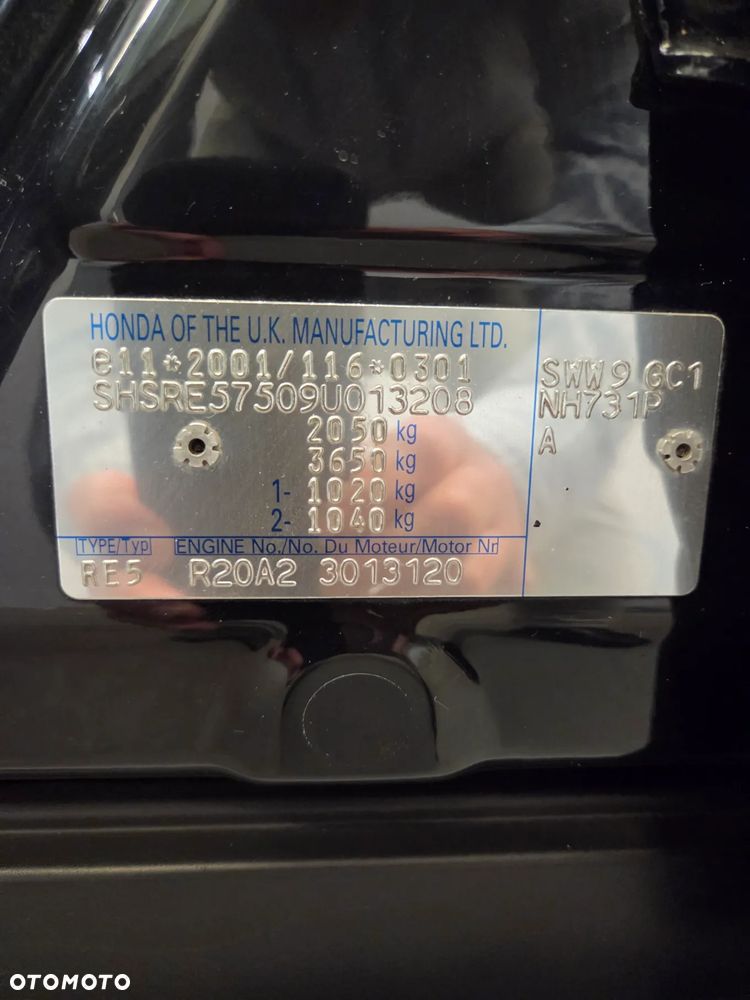 HONDA OF THE U.K. MANUFACTURING LTD.
e11*2001/116*0301
SHSRE57509U013208
2050 kg
3650 kg
1- 1020 kg
2- 1040 kg
TYPE/Typ ENGINE No./No. Du Moteur/Motor Nr
RE5 R20A2 3013120
SWW9 GC1
NH731P
A
OTOMOTO